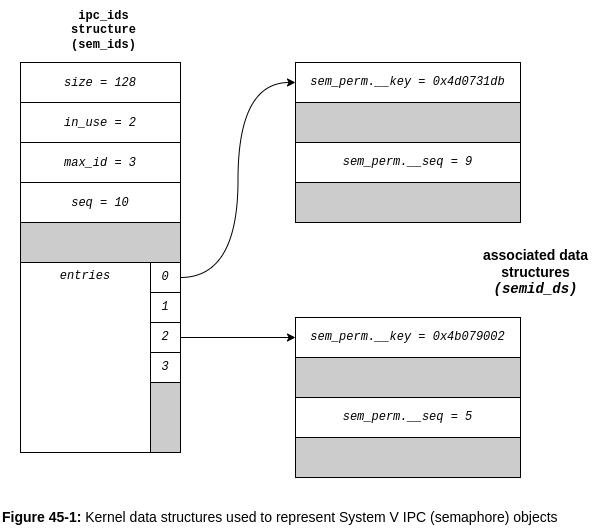 ipc_ids
structure
(sem_ids)
size = 128
in_use = 2
max_id = 3
seq = 10
entries
0
1
2
3
sem_perm.__key = 0x4d0731db
sem_perm.__seq = 9
associated data
structures
(semid_ds)
sem_perm.__key = 0x4b079002
sem_perm.__seq = 5
Figure 45-1: Kernel data structures used to represent System V IPC (semaphore) objects